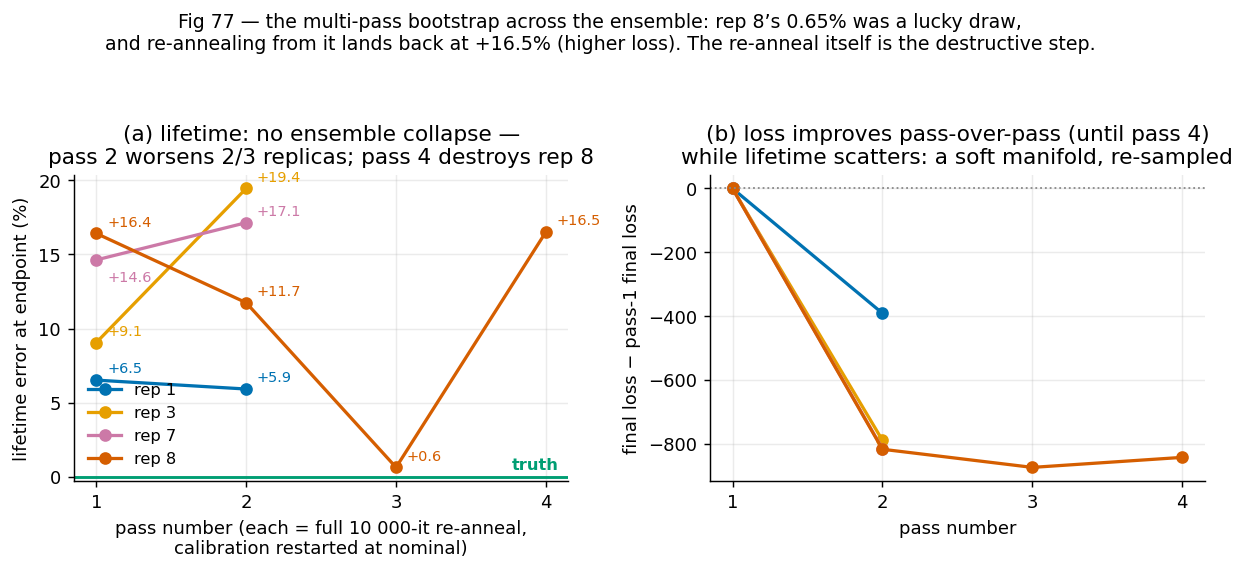 Fig 77 — the multi-pass bootstrap across the ensemble: rep 8’s 0.65% was a lucky draw,
and re-annealing from it lands back at +16.5% (higher loss). The re-anneal itself is the destructive step.
(a) lifetime: no ensemble collapse —
pass 2 worsens 2/3 replicas; pass 4 destroys rep 8
lifetime error at endpoint (%)
20
15
10
5
0
+16.4
+14.6
+9.1
+6.5
+19.4
+17.1
+11.7
+5.9
+0.6
+16.5
rep 1
rep 3
rep 7
rep 8
truth
1
2
3
4
pass number (each = full 10 000-it re-anneal,
calibration restarted at nominal)
(b) loss improves pass-over-pass (until pass 4)
while lifetime scatters: a soft manifold, re-sampled
final loss − pass-1 final loss
0
−200
−400
−600
−800
1
2
3
4
pass number